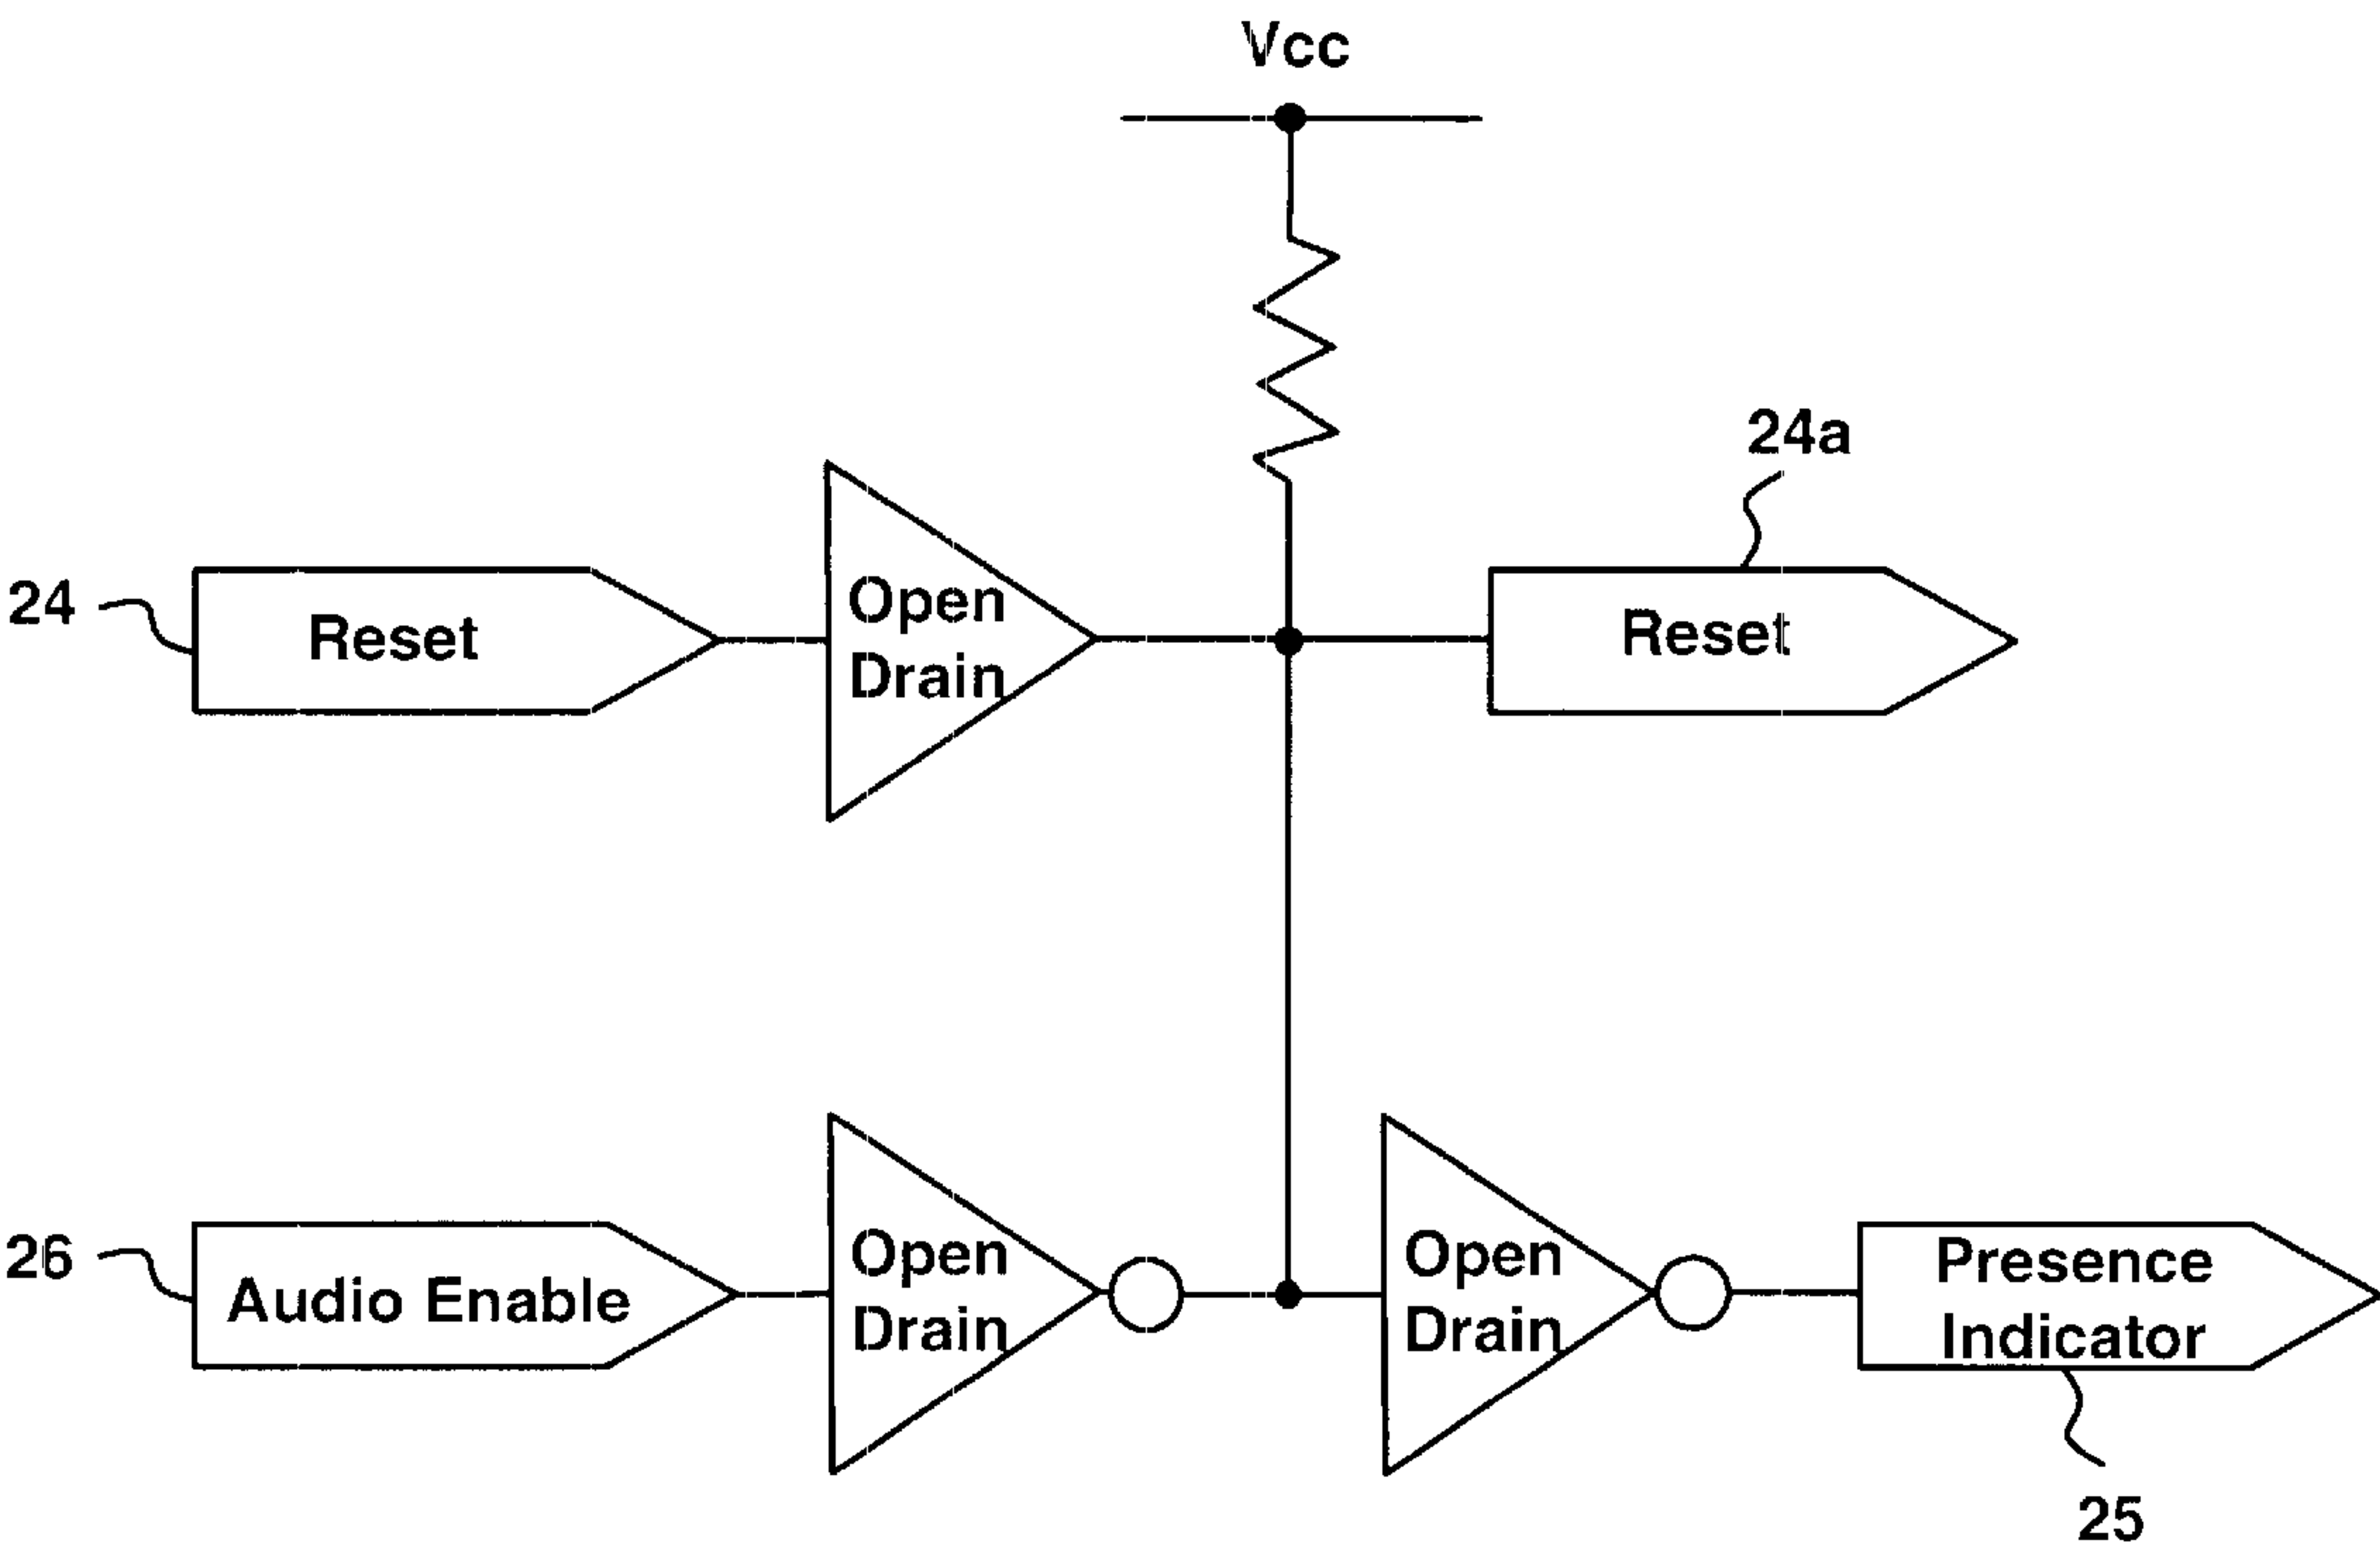 Vcc
24a
24
Reset
Open
Drain
Reset
26
Audio Enable
Open
Drain
Open
Drain
Presence
Indicator
25